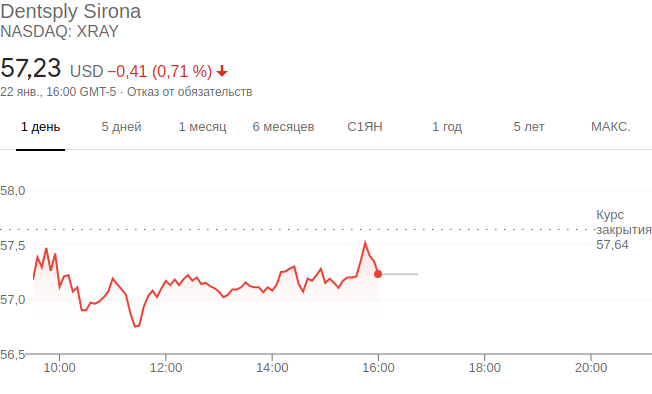 Dentsply Sirona
NASDAQ: XRAY
57,23 USD −0,41 (0,71 %)
22 янв., 16:00 GMT-5 · Отказ от обязательств
1 день 5 дней 1 месяц 6 месяцев С1ЯН 1 год 5 лет МАКС.
58,0
Курс
закрытия
57,5
57,64
57,0
56,5
10:00 12:00 14:00 16:00 18:00 20:00